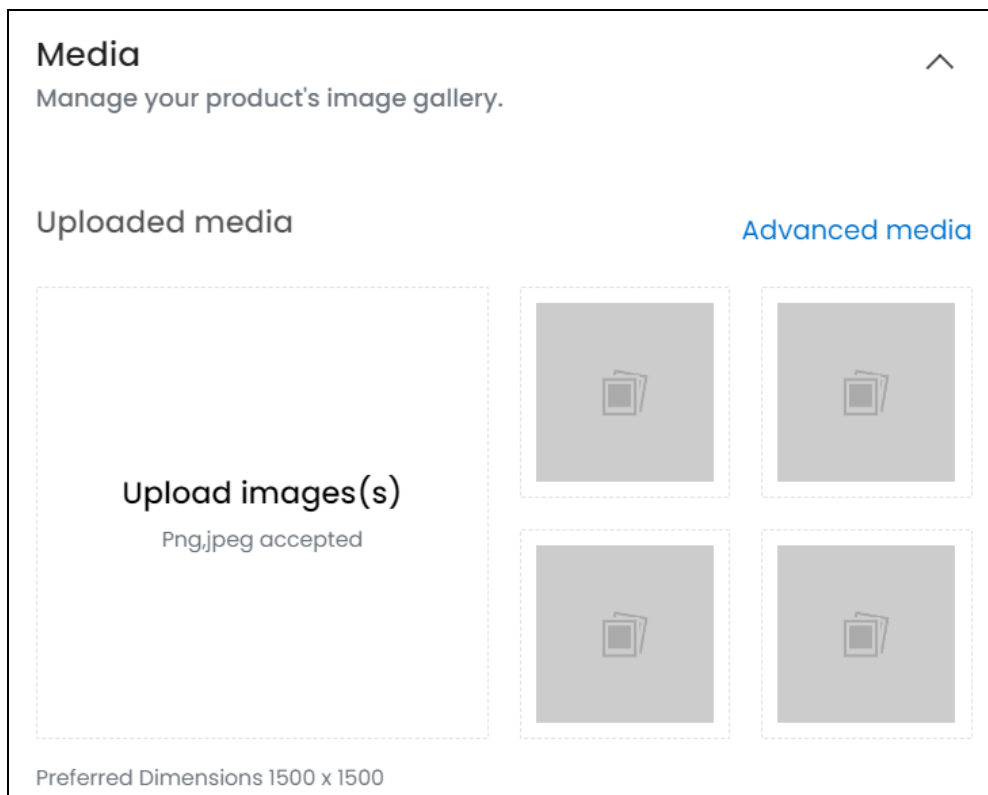 Media
Manage your product's image gallery.
Uploaded media
Advanced media
Upload images(s)
Png,jpeg accepted
Preferred Dimensions 1500 x 1500